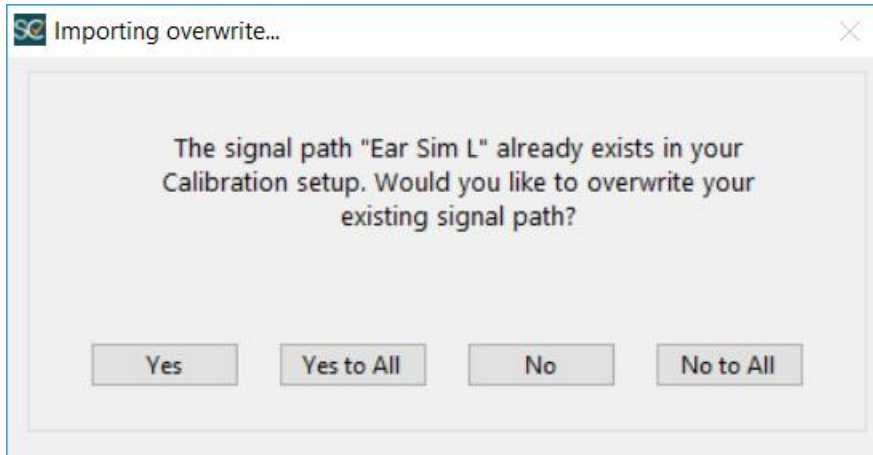 SC Importing overwrite...
The signal path "Ear Sim L" already exists in your
Calibration setup. Would you like to overwrite your
existing signal path?
Yes Yes to All No No to All